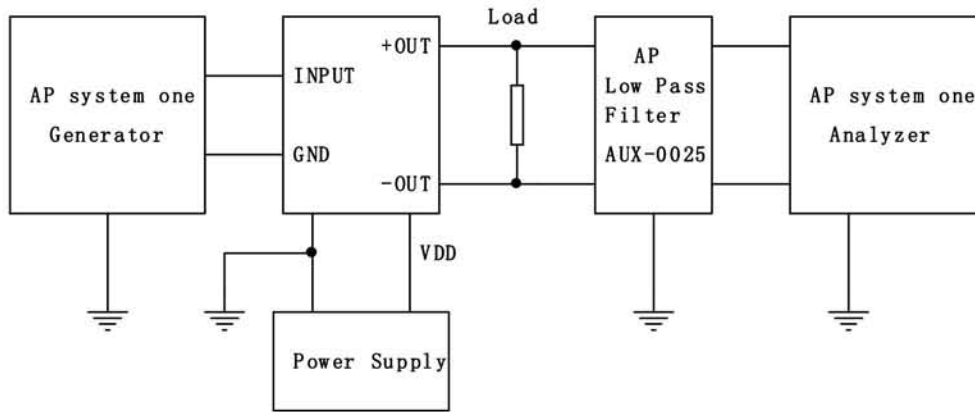 AP system one
Generator
INPUT
GND
+OUT
-OUT
VDD
Power Supply
Load
AP
Low Pass
Filter
AUX-0025
AP system one
Analyzer